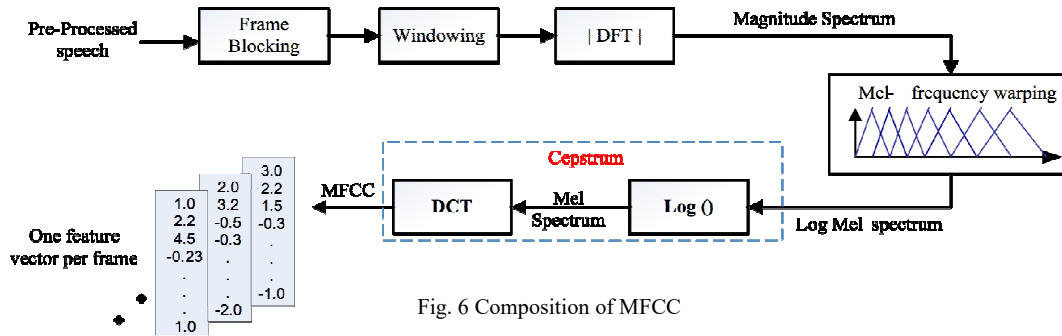 Pre-Processed
speech
Frame
Blocking
Windowing
| DFT |
Magnitude Spectrum
Mel- frequency warping
Log Mel spectrum
Cepstrum
Log ()
Mel
Spectrum
DCT
MFCC
One feature
vector per frame
1.0
2.2
4.5
-0.23
.
.
.
1.0
2.0
3.2
-0.5
-0.3
.
.
.
-2.0
3.0
2.2
1.5
-0.3
.
.
.
-1.0
Fig. 6 Composition of MFCC